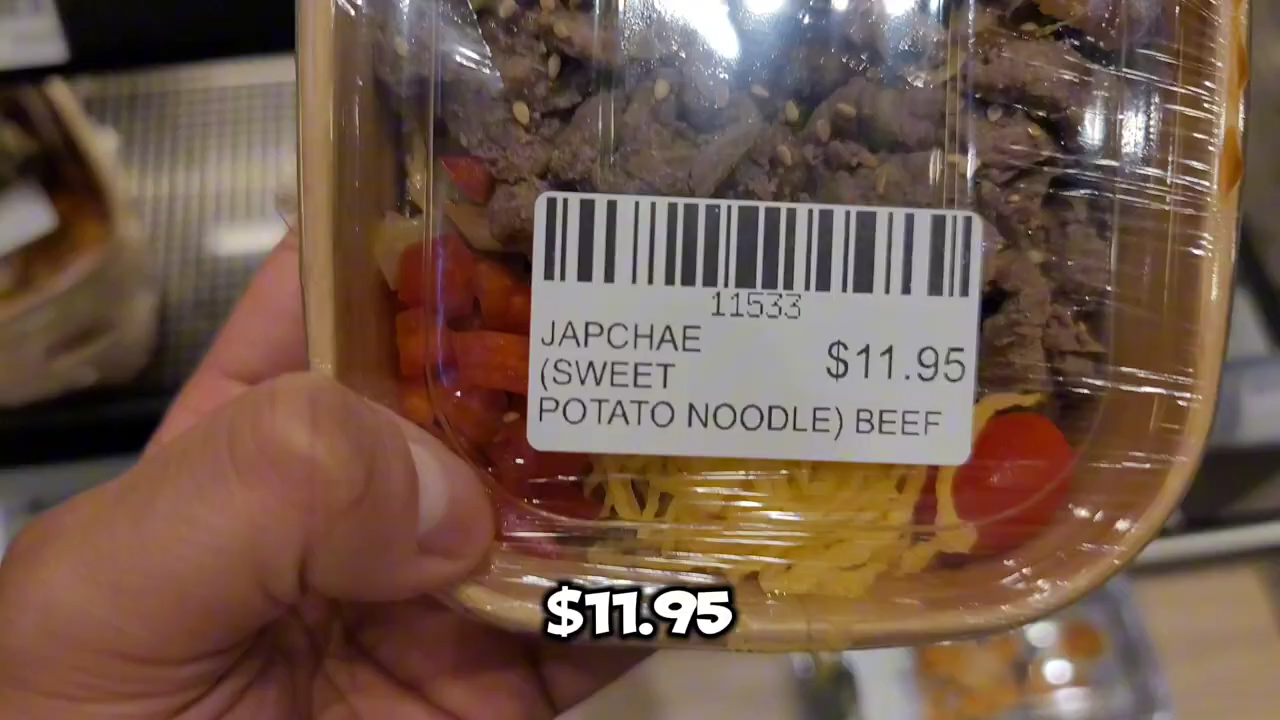 11533
JAPCHAE
(SWEET
POTATO NOODLE) BEEF
$11.95
$11.95